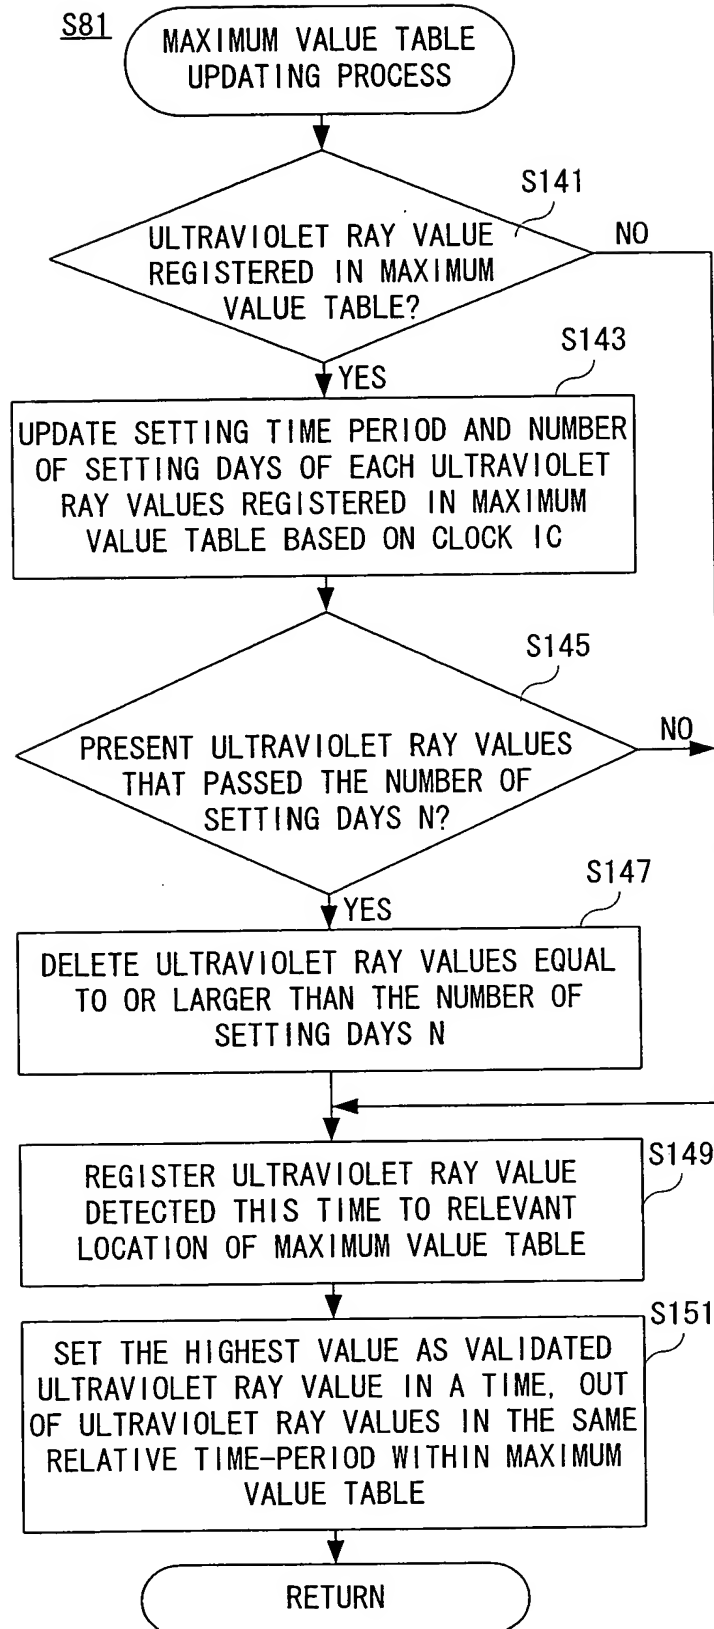 S81
MAXIMUM VALUE TABLE
UPDATING PROCESS
S141
ULTRAVIOLET RAY VALUE
REGISTERED IN MAXIMUM
VALUE TABLE?
NO
YES
S143
UPDATE SETTING TIME PERIOD AND NUMBER
OF SETTING DAYS OF EACH ULTRAVIOLET
RAY VALUES REGISTERED IN MAXIMUM
VALUE TABLE BASED ON CLOCK IC
S145
PRESENT ULTRAVIOLET RAY VALUES
THAT PASSED THE NUMBER OF
SETTING DAYS N?
NO
YES
S147
DELETE ULTRAVIOLET RAY VALUES EQUAL
TO OR LARGER THAN THE NUMBER OF
SETTING DAYS N
S149
REGISTER ULTRAVIOLET RAY VALUE
DETECTED THIS TIME TO RELEVANT
LOCATION OF MAXIMUM VALUE TABLE
S151
SET THE HIGHEST VALUE AS VALIDATED
ULTRAVIOLET RAY VALUE IN A TIME, OUT
OF ULTRAVIOLET RAY VALUES IN THE SAME
RELATIVE TIME-PERIOD WITHIN MAXIMUM
VALUE TABLE
RETURN